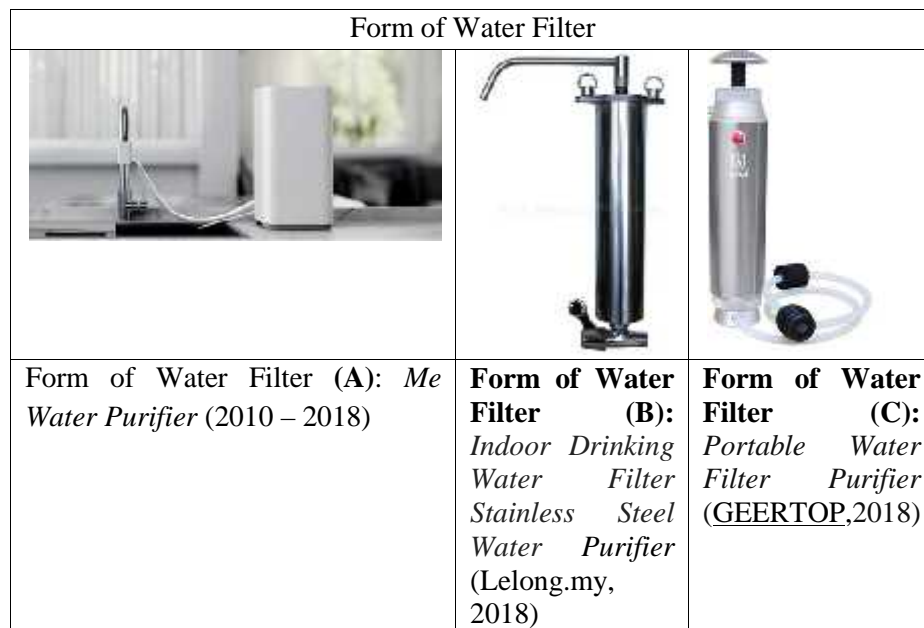 Form of Water Filter
Form of Water Filter (A): Me
Water Purifier (2010 – 2018)
Form of Water
Filter (B):
Indoor Drinking
Water Filter
Stainless Steel
Water Purifier
(Lelong.my,
2018)
Form of Water
Filter (C):
Portable Water
Filter Purifier
(GEERTOP,2018)